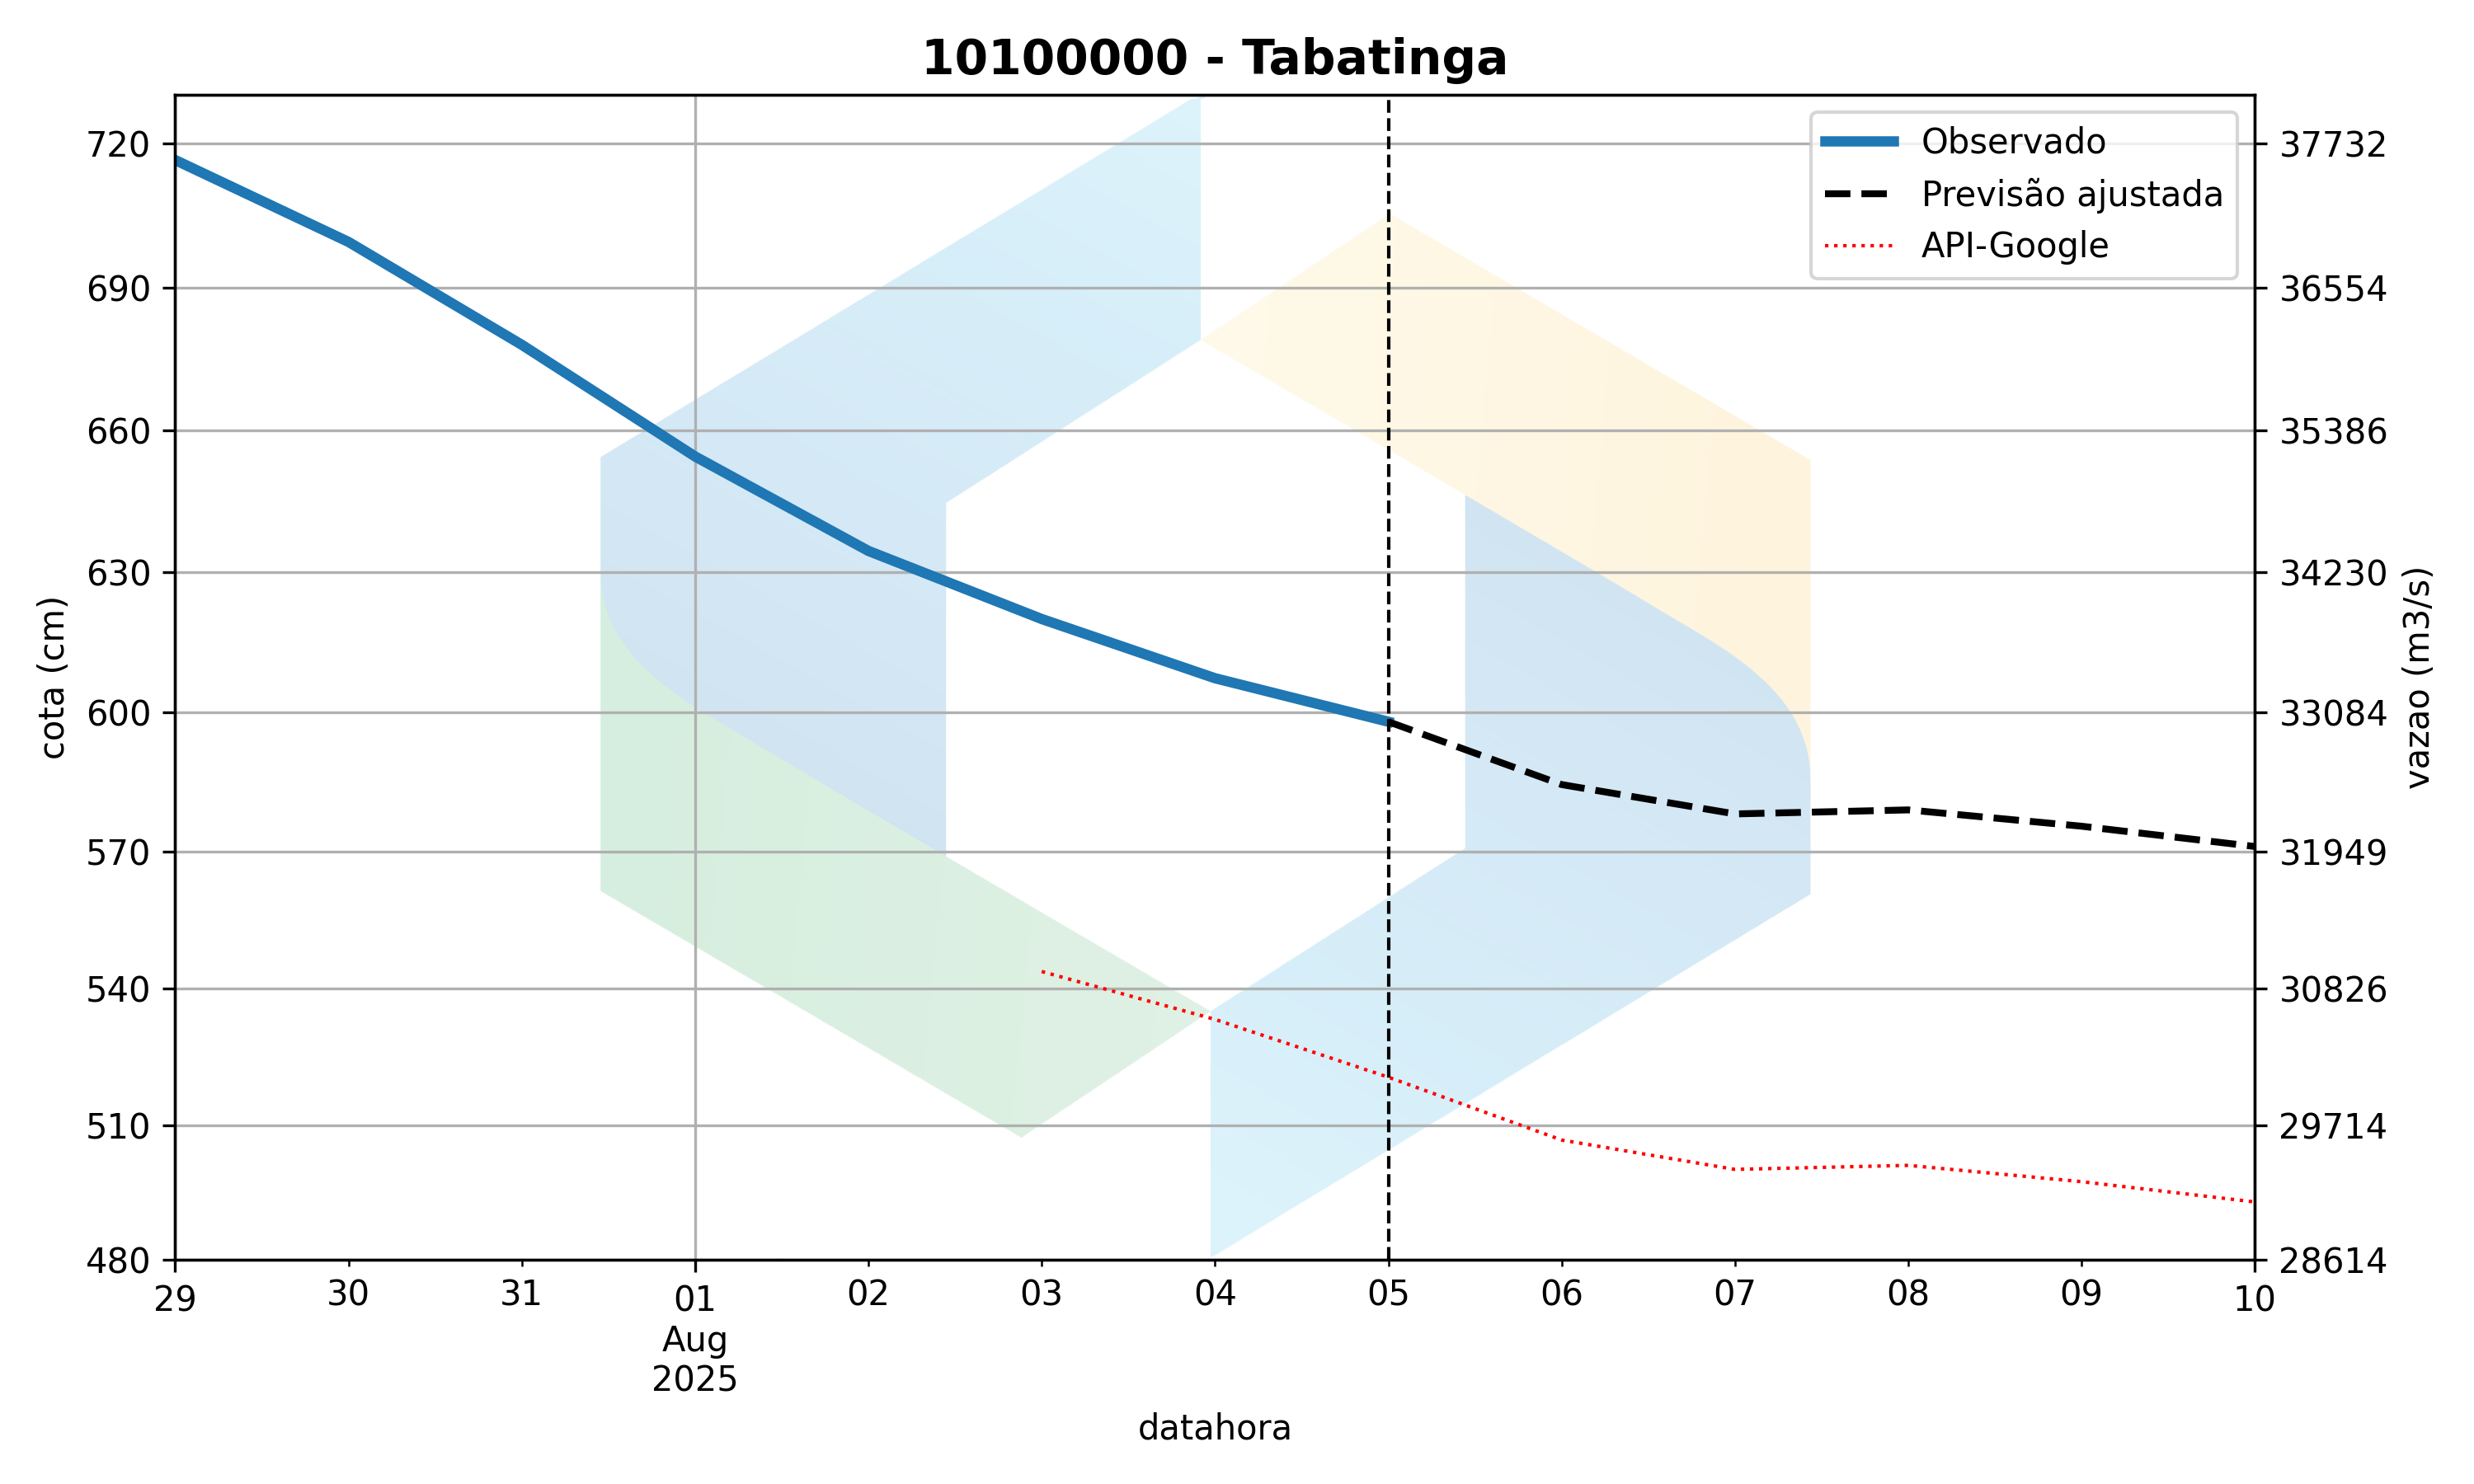 10100000 - Tabatinga
Observado
Previsão ajustada
API-Google
720
690
660
630
600
570
540
510
480
cota (cm)
37732
36554
35386
34230
33084
31949
30826
29714
28614
vazao (m3/s)
29 30 31 01 02 03 04 05 06 07 08 09 10
Aug
2025
datahora